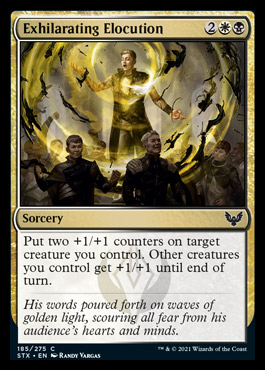 Exhilarating Elocution 2
Sorcery
Put two +1/+1 counters on target
creature you control. Other creatures
you control get +1/+1 until end of
turn.
His words poured forth on waves of
golden light, scouring all fear from his
audience's hearts and minds.
185/275 C
STX • EN Randy Vargas
™ & © 2021 Wizards of the Coast